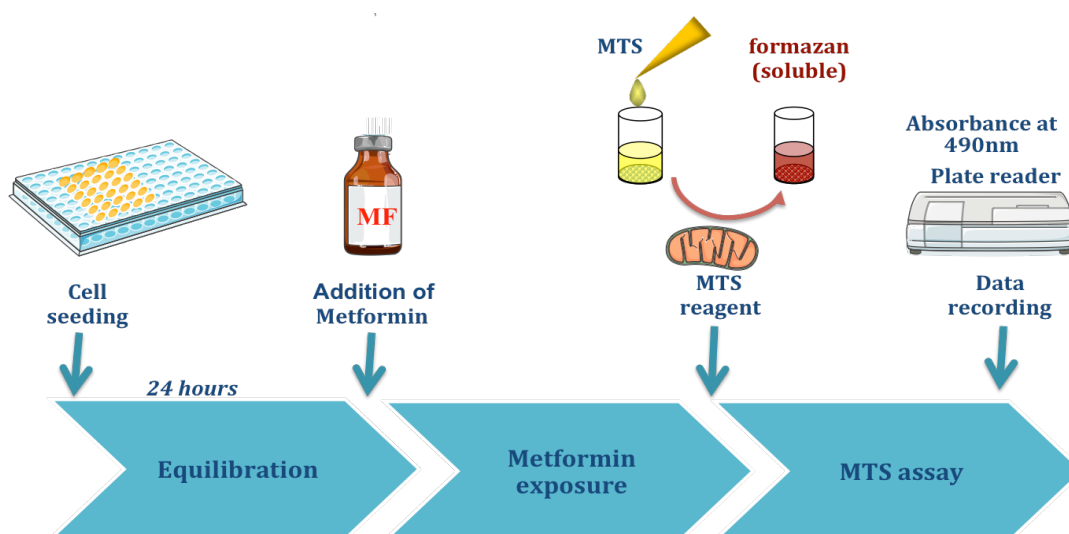 MTS
formazan
(soluble)
Absorbance at
490nm
Plate reader
MF
Cell
seeding
Addition of
Metformin
MTS
reagent
Data
recording
24 hours
Equilibration
Metformin
exposure
MTS assay